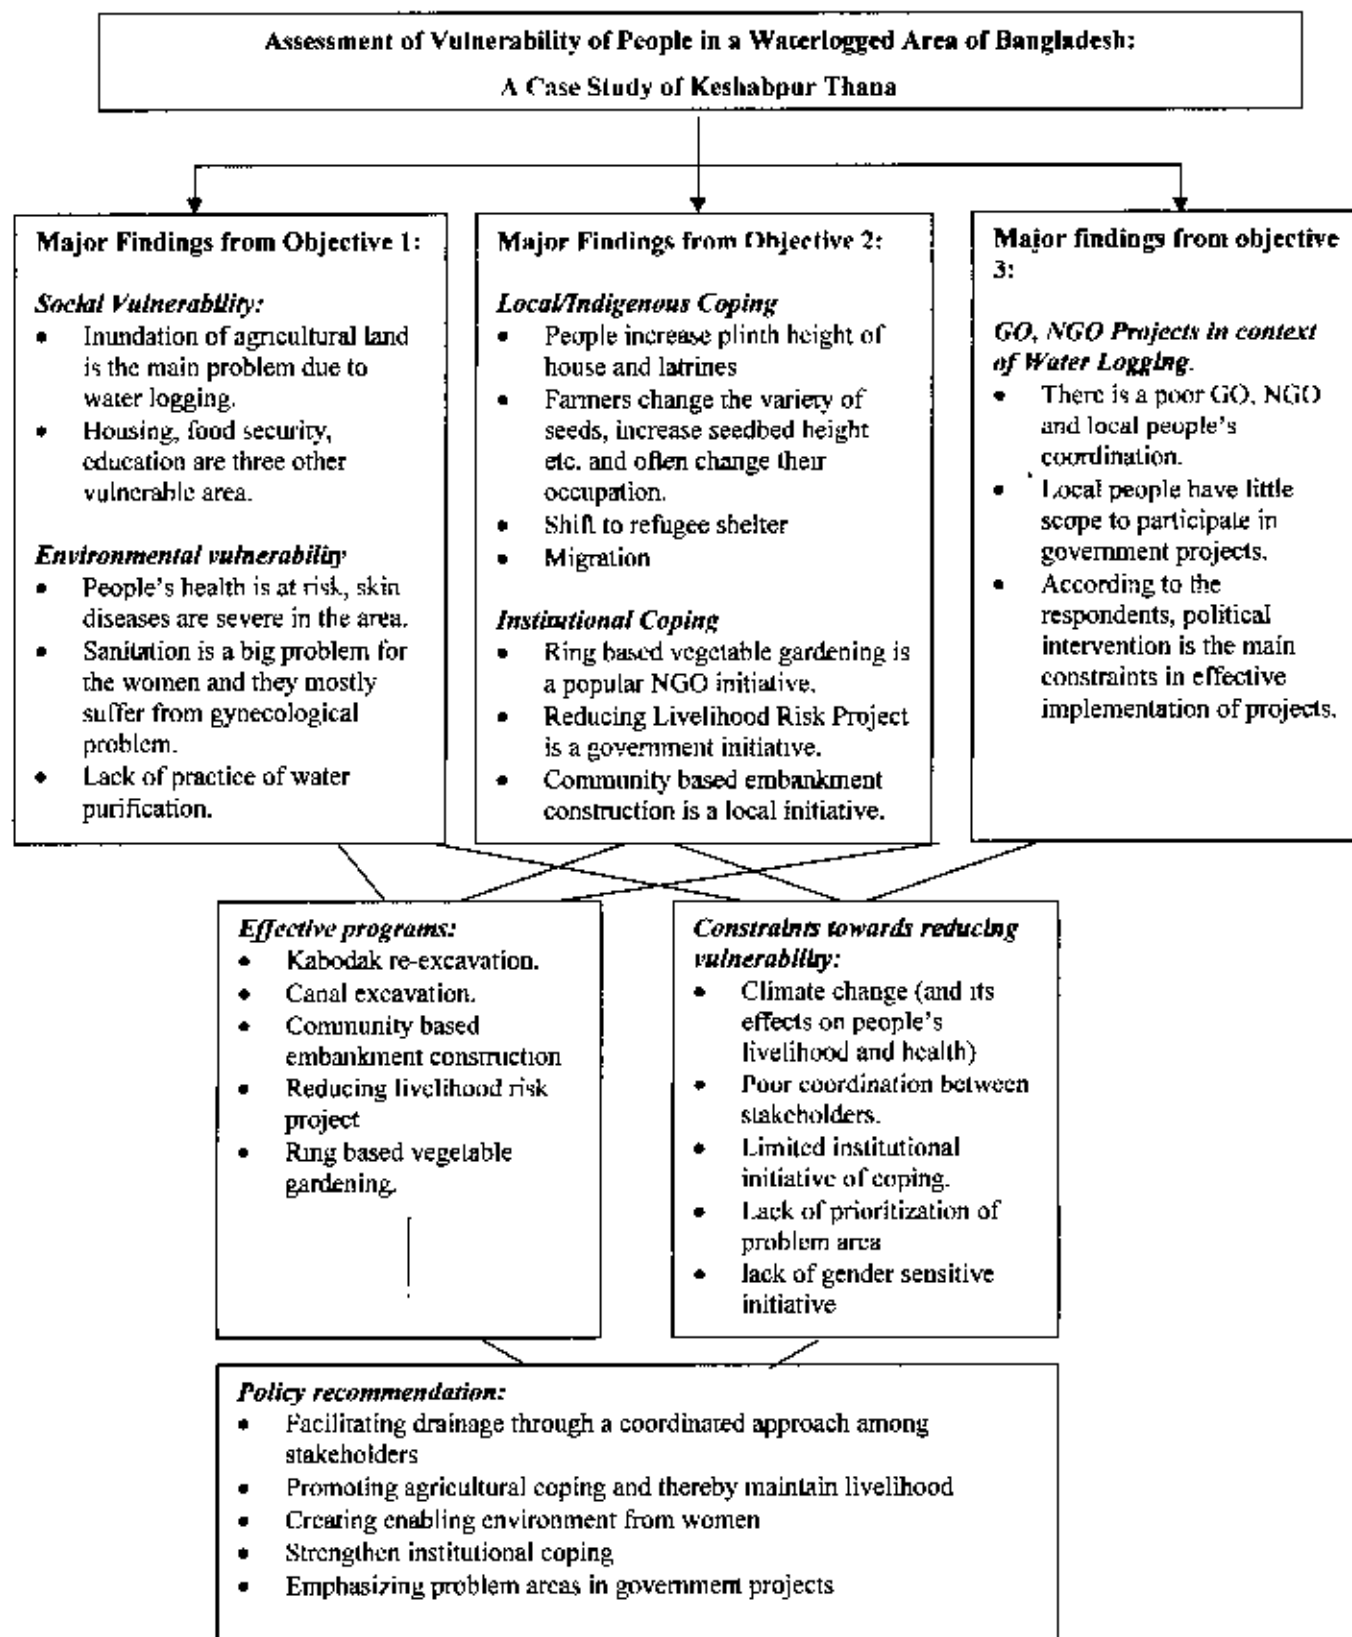 Assessment of Vulnerability of People in a Waterlogged Area of Bangladesh:
A Case Study of Keshabpur Thana
Major Findings from Objective 1:
Social Vulnerability:
• Inundation of agricultural land
is the main problem due to
water logging.
• Housing, food security,
education are three other
vulnerable area.
Environmental vulnerability
• People's health is at risk, skin
diseases are severe in the area.
• Sanitation is a big problem for
the women and they mostly
suffer from gynecological
problem.
• Lack of practice of water
purification.
Major Findings from Objective 2:
Local/Indigenous Coping
• People increase plinth height of
house and latrines
• Farmers change the variety of
seeds, increase seedbed height
etc. and often change their
occupation.
• Shift to refugee shelter
• Migration
Institutional Coping
• Ring based vegetable gardening is
a popular NGO initiative.
• Reducing Livelihood Risk Project
is a government initiative.
• Community based embankment
construction is a local initiative.
Major findings from objective
3:
GO, NGO Projects in context
of Water Logging.
• There is a poor GO, NGO
and local people's
coordination.
• Local people have little
scope to participate in
government projects.
• According to the
respondents, political
intervention is the main
constraints in effective
implementation of projects.
Effective programs:
• Kabodak re-excavation.
• Canal excavation.
• Community based
embankment construction
• Reducing livelihood risk
project
• Ring based vegetable
gardening.
Constraints towards reducing
vulnerability:
• Climate change (and its
effects on people's
livelihood and health)
• Poor coordination between
stakeholders.
• Limited institutional
initiative of coping.
• Lack of prioritization of
problem area
• lack of gender sensitive
initiative
Policy recommendation:
• Facilitating drainage through a coordinated approach among
stakeholders
• Promoting agricultural coping and thereby maintain livelihood
• Creating enabling environment from women
• Strengthen institutional coping
• Emphasizing problem areas in government projects